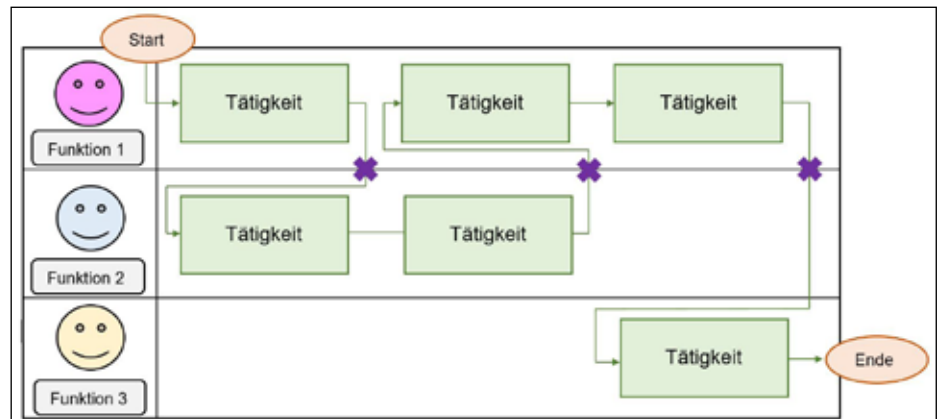 Start
Tätigkeit
Tätigkeit
Tätigkeit
Funktion 1
Tätigkeit
Tätigkeit
Funktion 2
Tätigkeit
Ende
Funktion 3